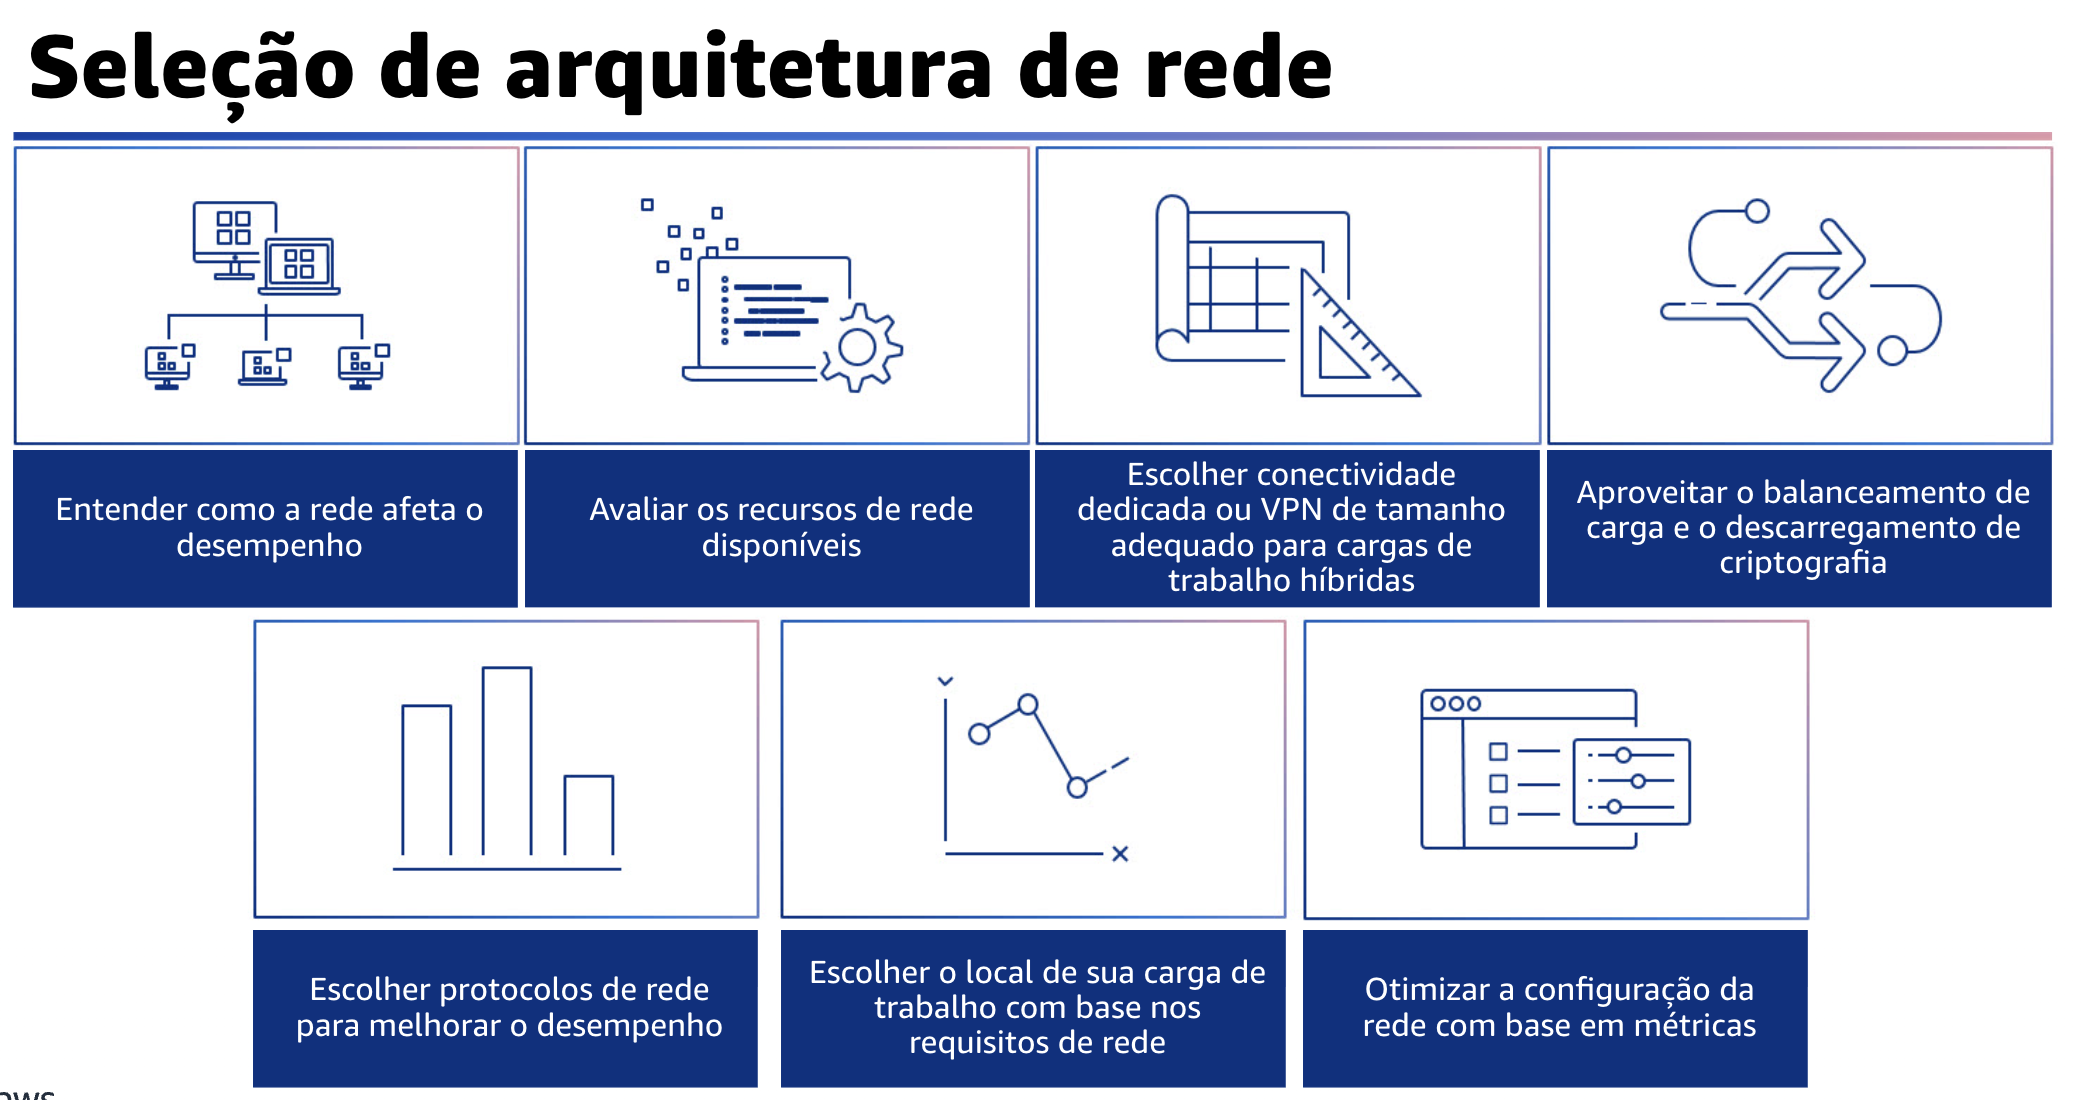 Seleção de arquitetura de rede
Entender como a rede afeta o
desempenho
Avaliar os recursos de rede
disponíveis
Escolher conectividade
dedicada ou VPN de tamanho
adequado para cargas de
trabalho híbridas
Aproveitar o balanceamento de
carga e o descarregamento de
criptografia
Escolher protocolos de rede
para melhorar o desempenho
Escolher o local de sua carga de
trabalho com base nos
requisitos de rede
Otimizar a configuração da
rede com base em métricas